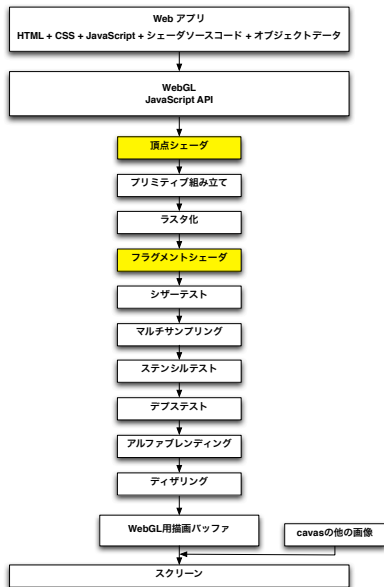 Web アプリ
HTML + CSS + JavaScript + シェーダソースコード + オブジェクトデータ
WebGL
JavaScript API
頂点シェーダ
プリミティブ組み立て
ラスタ化
フラグメントシェーダ
シザーテスト
マルチサンプリング
ステンシルテスト
デプステスト
アルファブレンディング
ディザリング
WebGL用描画バッファ
cavasの他の画像
スクリーン